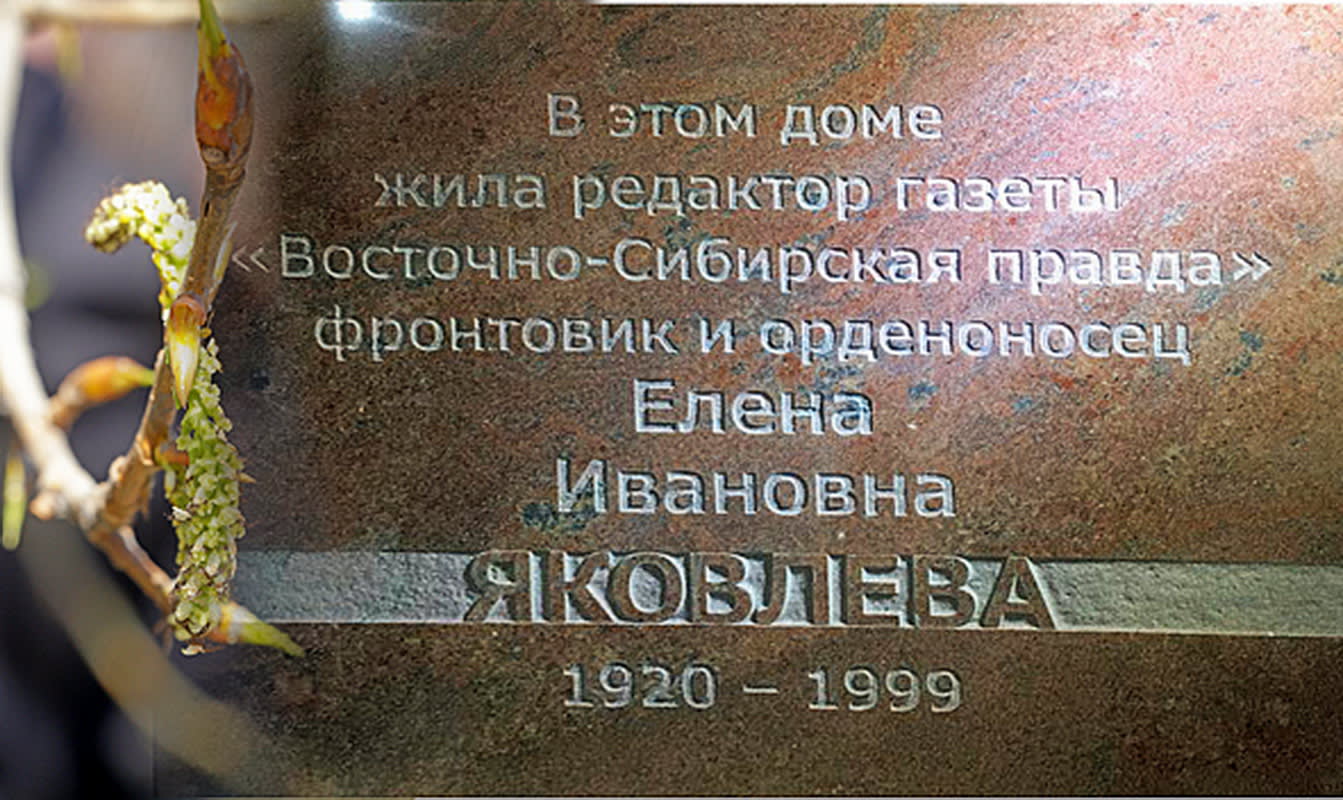 В этом доме
жила редактор газеты
«Восточно-Сибирская правда»
фронтовик и орденоносец
Елена
Ивановна
ЯКОВЛЕВА
1920 – 1999